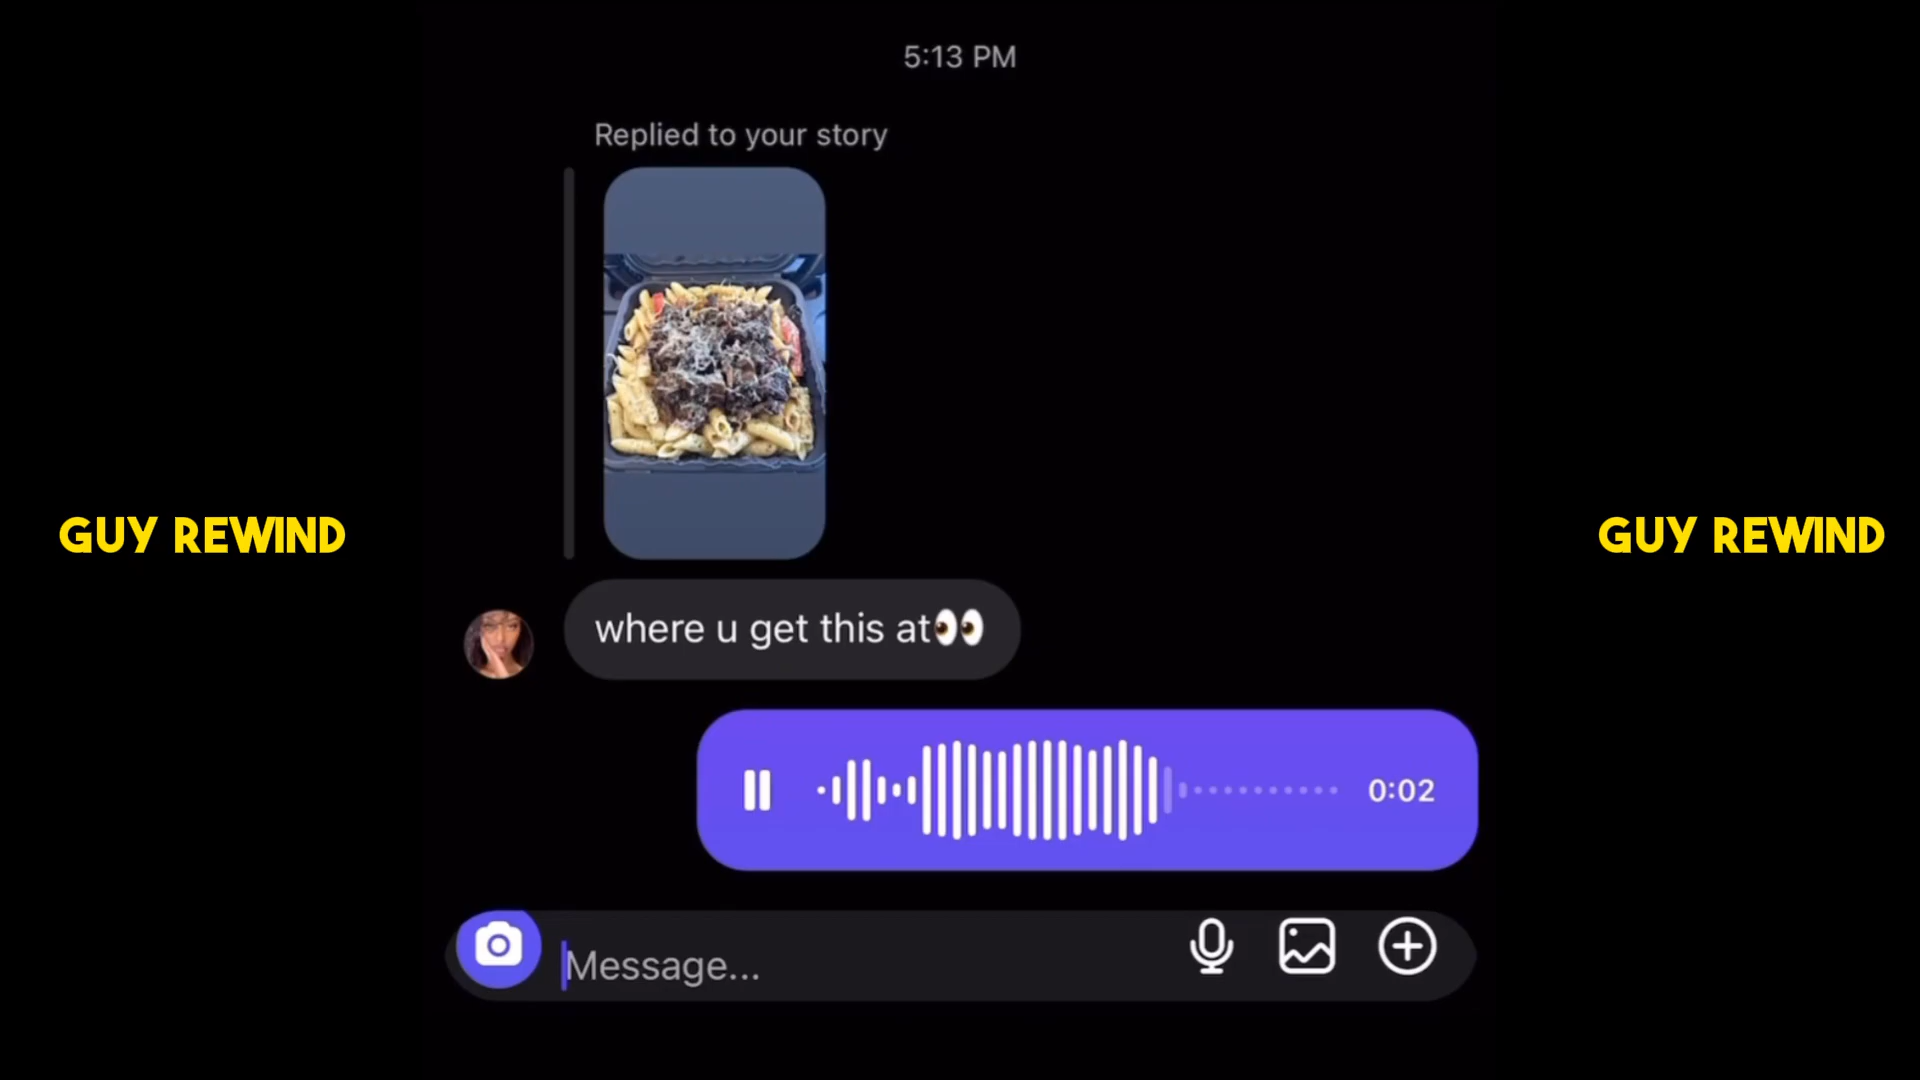 5:13 PM
Replied to your story
GUY REWIND
GUY REWIND
where u get this at👀
0:02
Message...